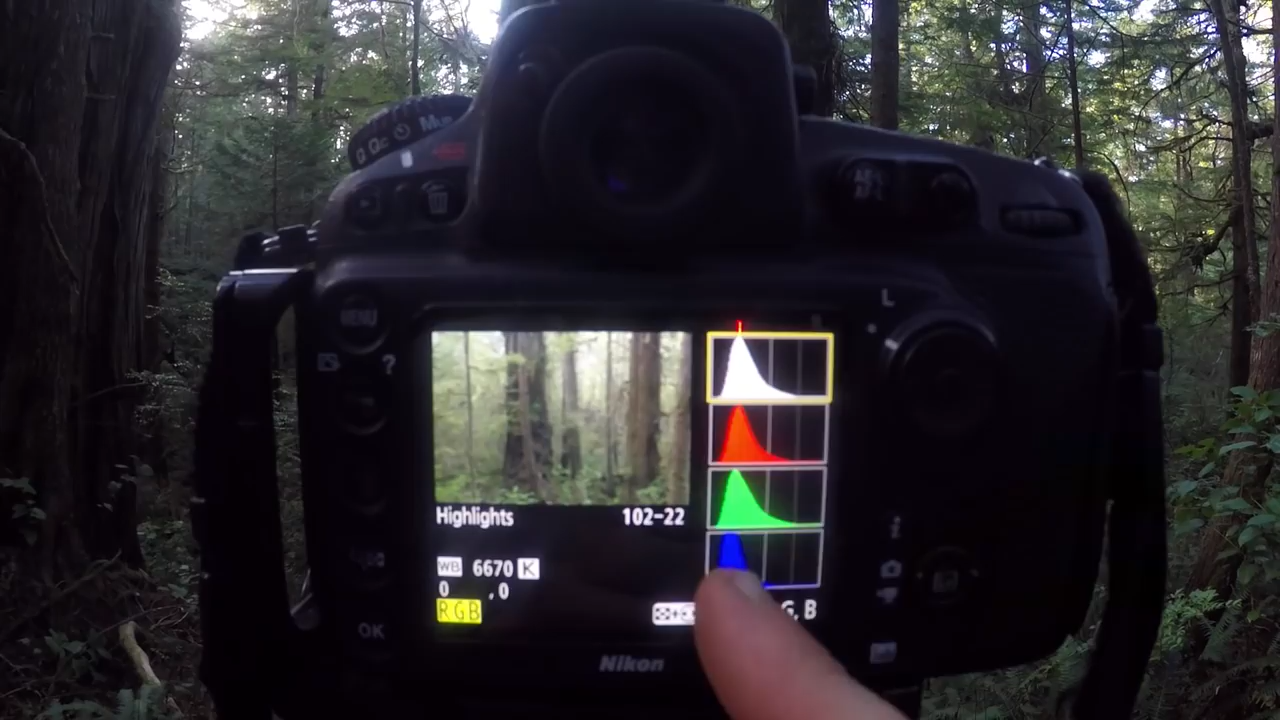 MENU
?
L
Highlights 102-22
WB 6670 K
0 ,0
RGB
G, B
OK
i
Nikon